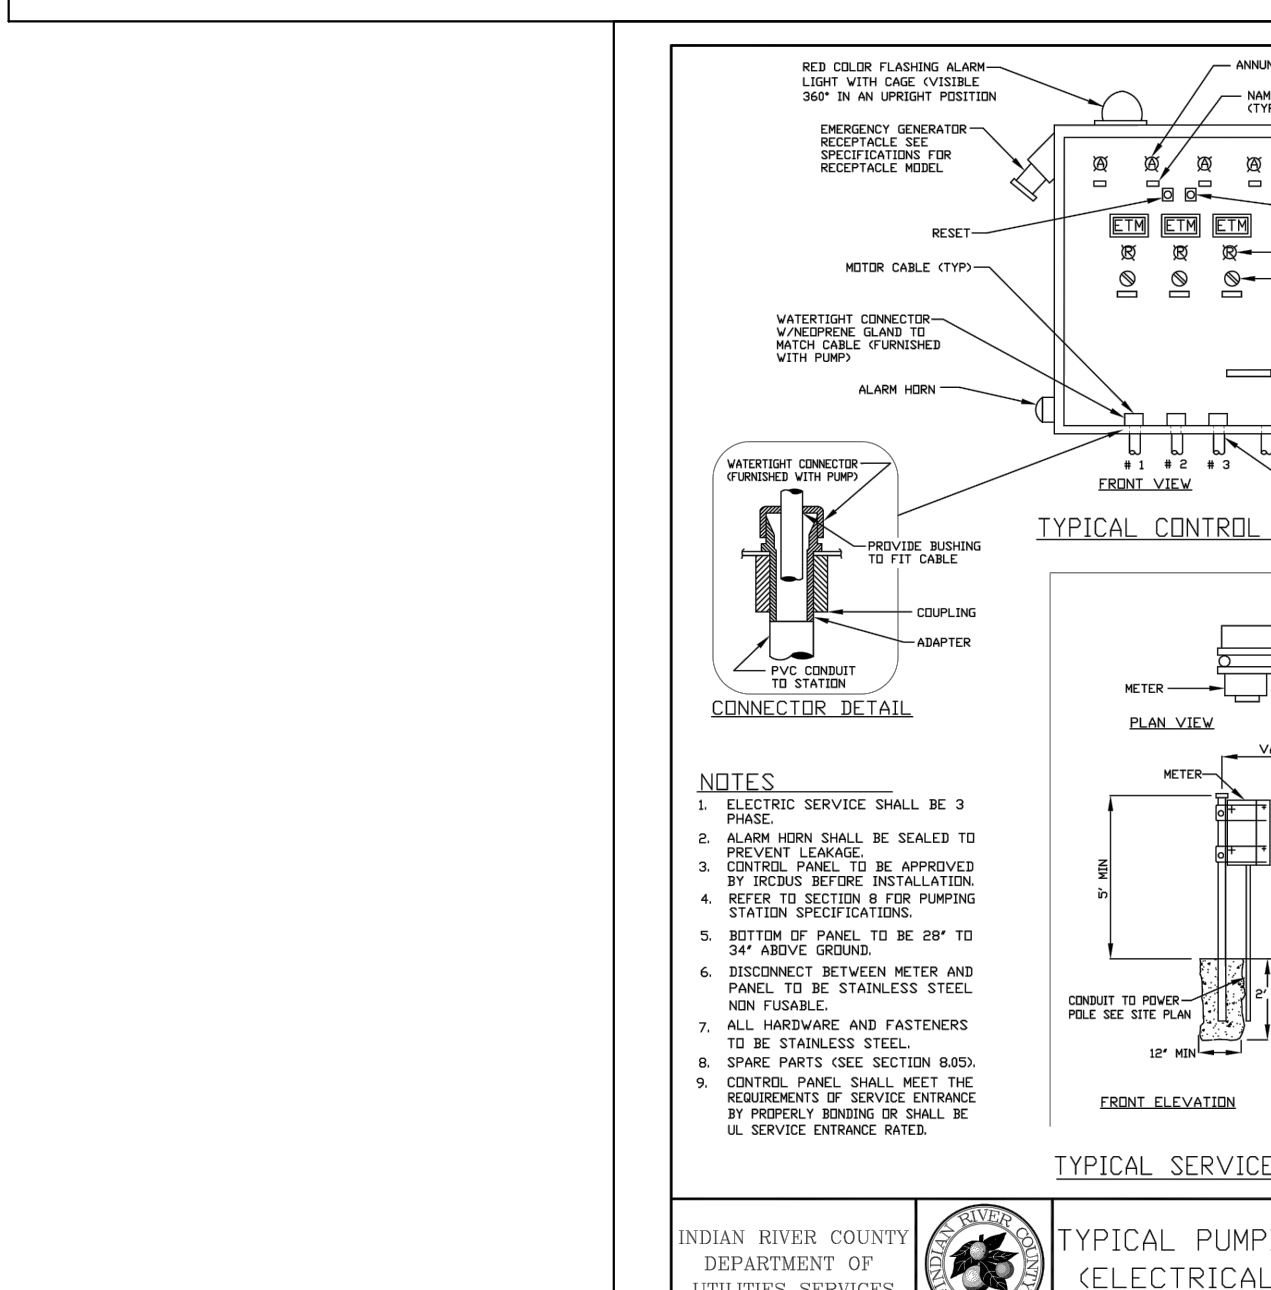 RED COLOR FLASHING ALARM
LIGHT WITH CAGE (VISIBLE
360° IN AN UPRIGHT POSITION
EMERGENCY GENERATOR
RECEPTACLE SEE
SPECIFICATIONS FOR
RECEPTACLE MODEL
RESET
MOTOR CABLE (TYP)
WATERTIGHT CONNECTOR
W/NEOPRENE GLAND TO
MATCH CABLE (FURNISHED
WITH PUMP)
ALARM HORN
A A A A
ETM ETM ETM
R R R
# 1 # 2 # 3
FRONT VIEW
TYPICAL CONTROL
WATERTIGHT CONNECTOR
(FURNISHED WITH PUMP)
PROVIDE BUSHING
TO FIT CABLE
COUPLING
ADAPTER
PVC CONDUIT
TO STATION
CONNECTOR DETAIL
METER
PLAN VIEW
METER
5' MIN
2'
CONDUIT TO POWER
POLE SEE SITE PLAN
12" MIN
FRONT ELEVATION
TYPICAL SERVICE
NOTES
1. ELECTRIC SERVICE SHALL BE 3
PHASE.
2. ALARM HORN SHALL BE SEALED TO
PREVENT LEAKAGE.
3. CONTROL PANEL TO BE APPROVED
BY IRCDUS BEFORE INSTALLATION.
4. REFER TO SECTION 8 FOR PUMPING
STATION SPECIFICATIONS.
5. BOTTOM OF PANEL TO BE 28" TO
34" ABOVE GROUND.
6. DISCONNECT BETWEEN METER AND
PANEL TO BE STAINLESS STEEL
NON FUSABLE.
7. ALL HARDWARE AND FASTENERS
TO BE STAINLESS STEEL.
8. SPARE PARTS (SEE SECTION 8.05).
9. CONTROL PANEL SHALL MEET THE
REQUIREMENTS OF SERVICE ENTRANCE
BY PROPERLY BONDING OR SHALL BE
UL SERVICE ENTRANCE RATED.
INDIAN RIVER COUNTY
DEPARTMENT OF
UTILITIES SERVICES
INDIAN RIVER COUNTY
TYPICAL PUMP
(ELECTRICAL